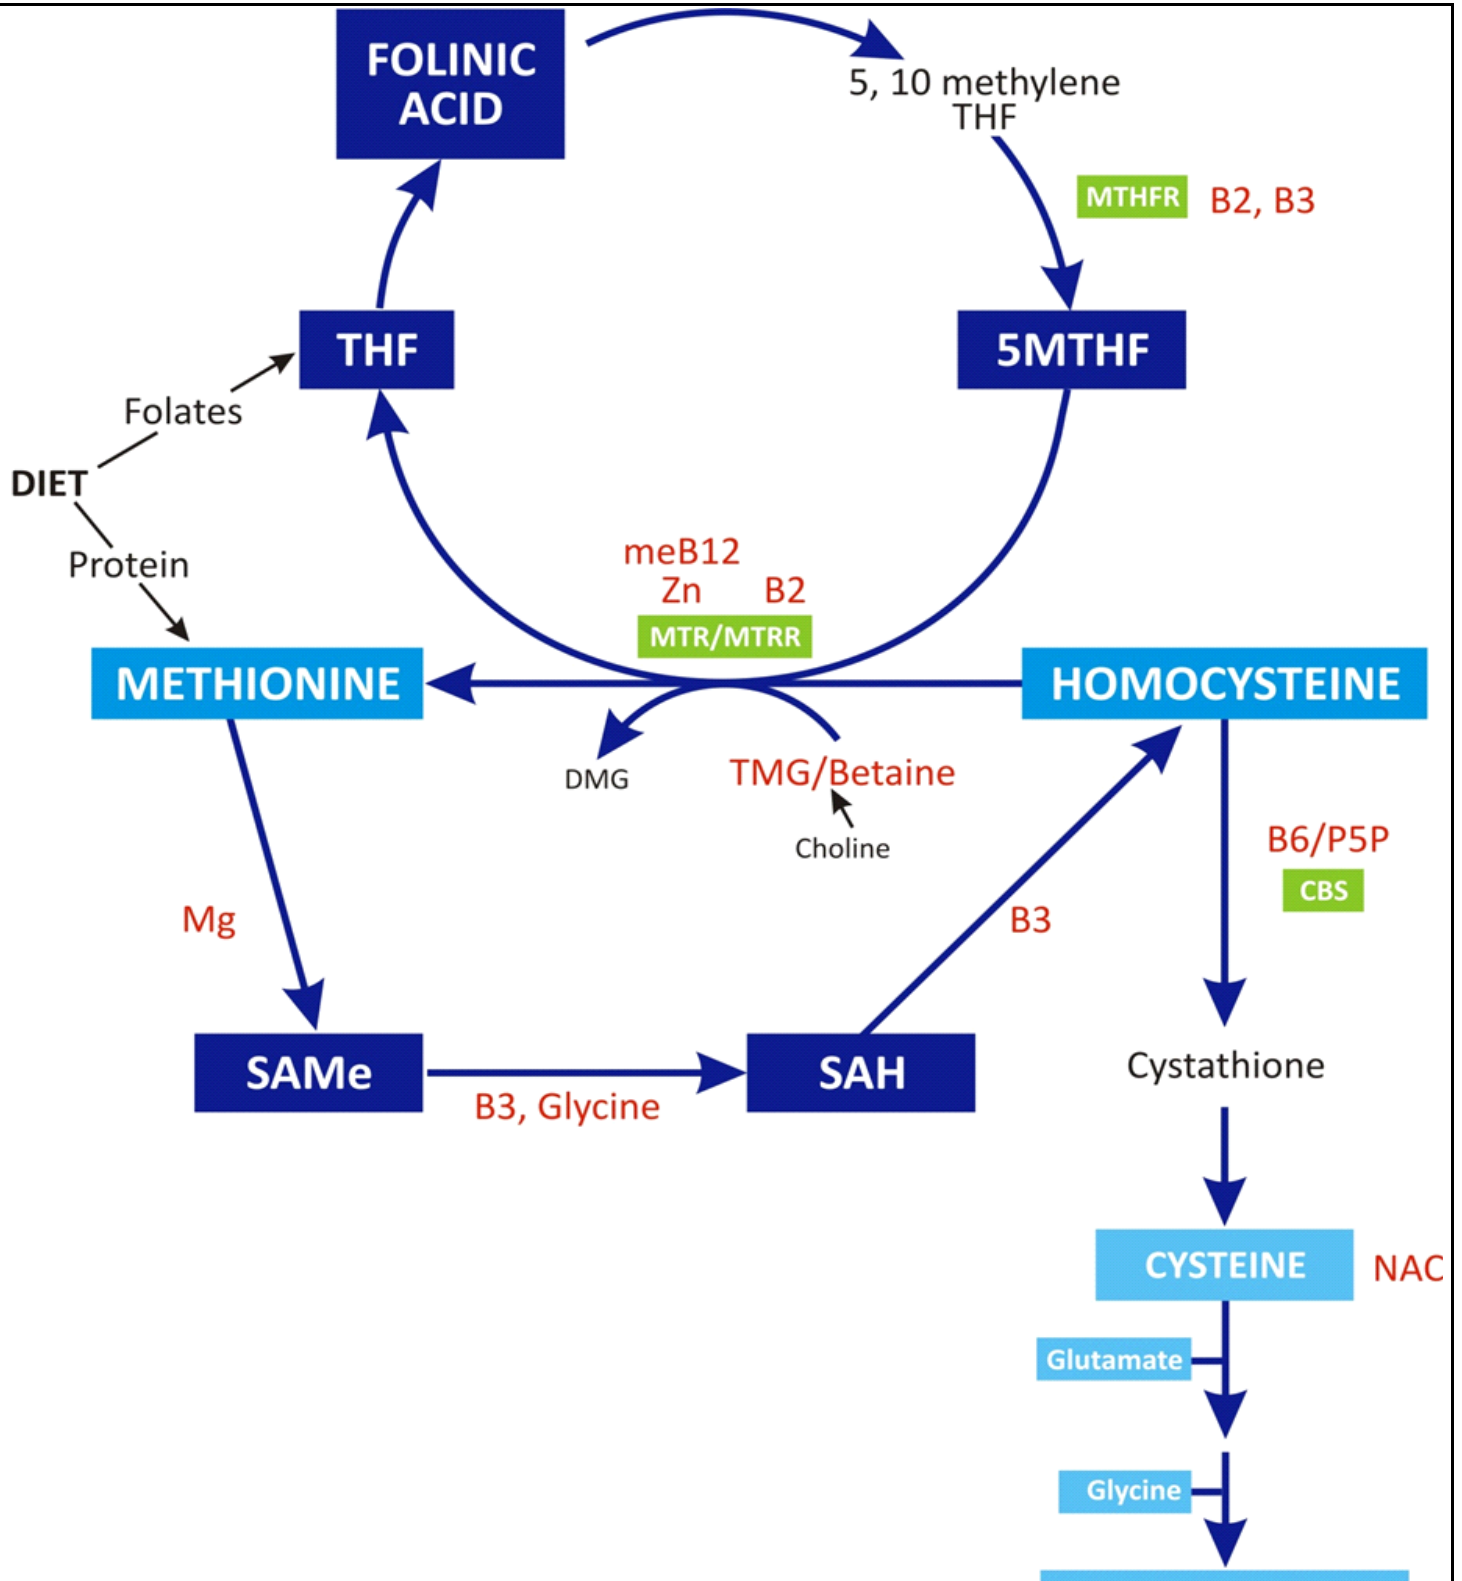 FOLINIC
ACID
5, 10 methylene
THF
MTHFR
B2, B3
THF
5MTHF
Folates
DIET
Protein
meB12
Zn
B2
MTR/MTRR
METHIONINE
HOMOCYSTEINE
DMG
TMG/Betaine
Choline
B6/P5P
CBS
Mg
B3
SAMe
SAH
B3, Glycine
Cystathione
CYSTEINE
NAC
Glutamate
Glycine